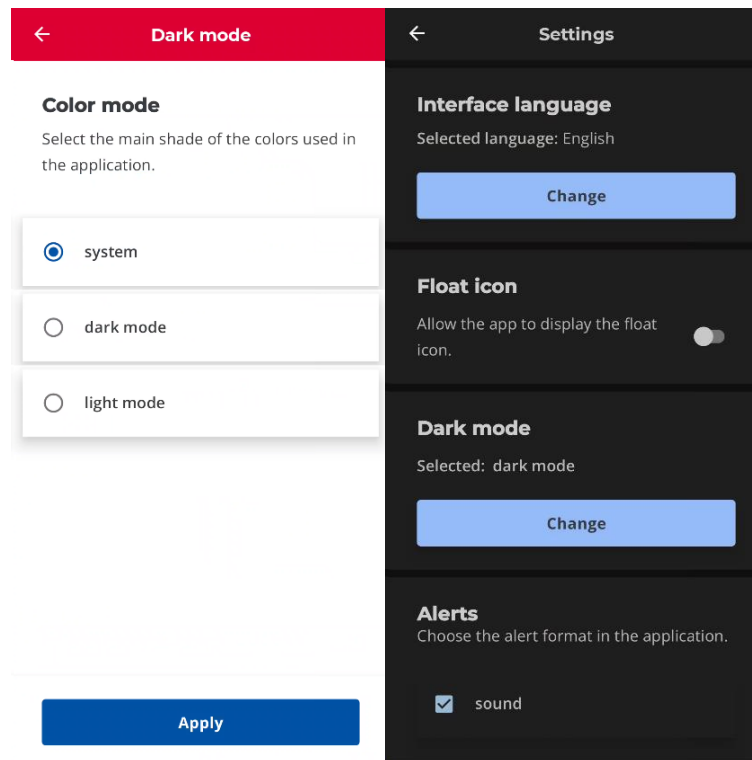 Dark mode
Color mode
Select the main shade of the colors used in
the application.
system
dark mode
light mode
Apply
Settings
Interface language
Selected language: English
Change
Float icon
Allow the app to display the float
icon.
Dark mode
Selected: dark mode
Change
Alerts
Choose the alert format in the application.
sound